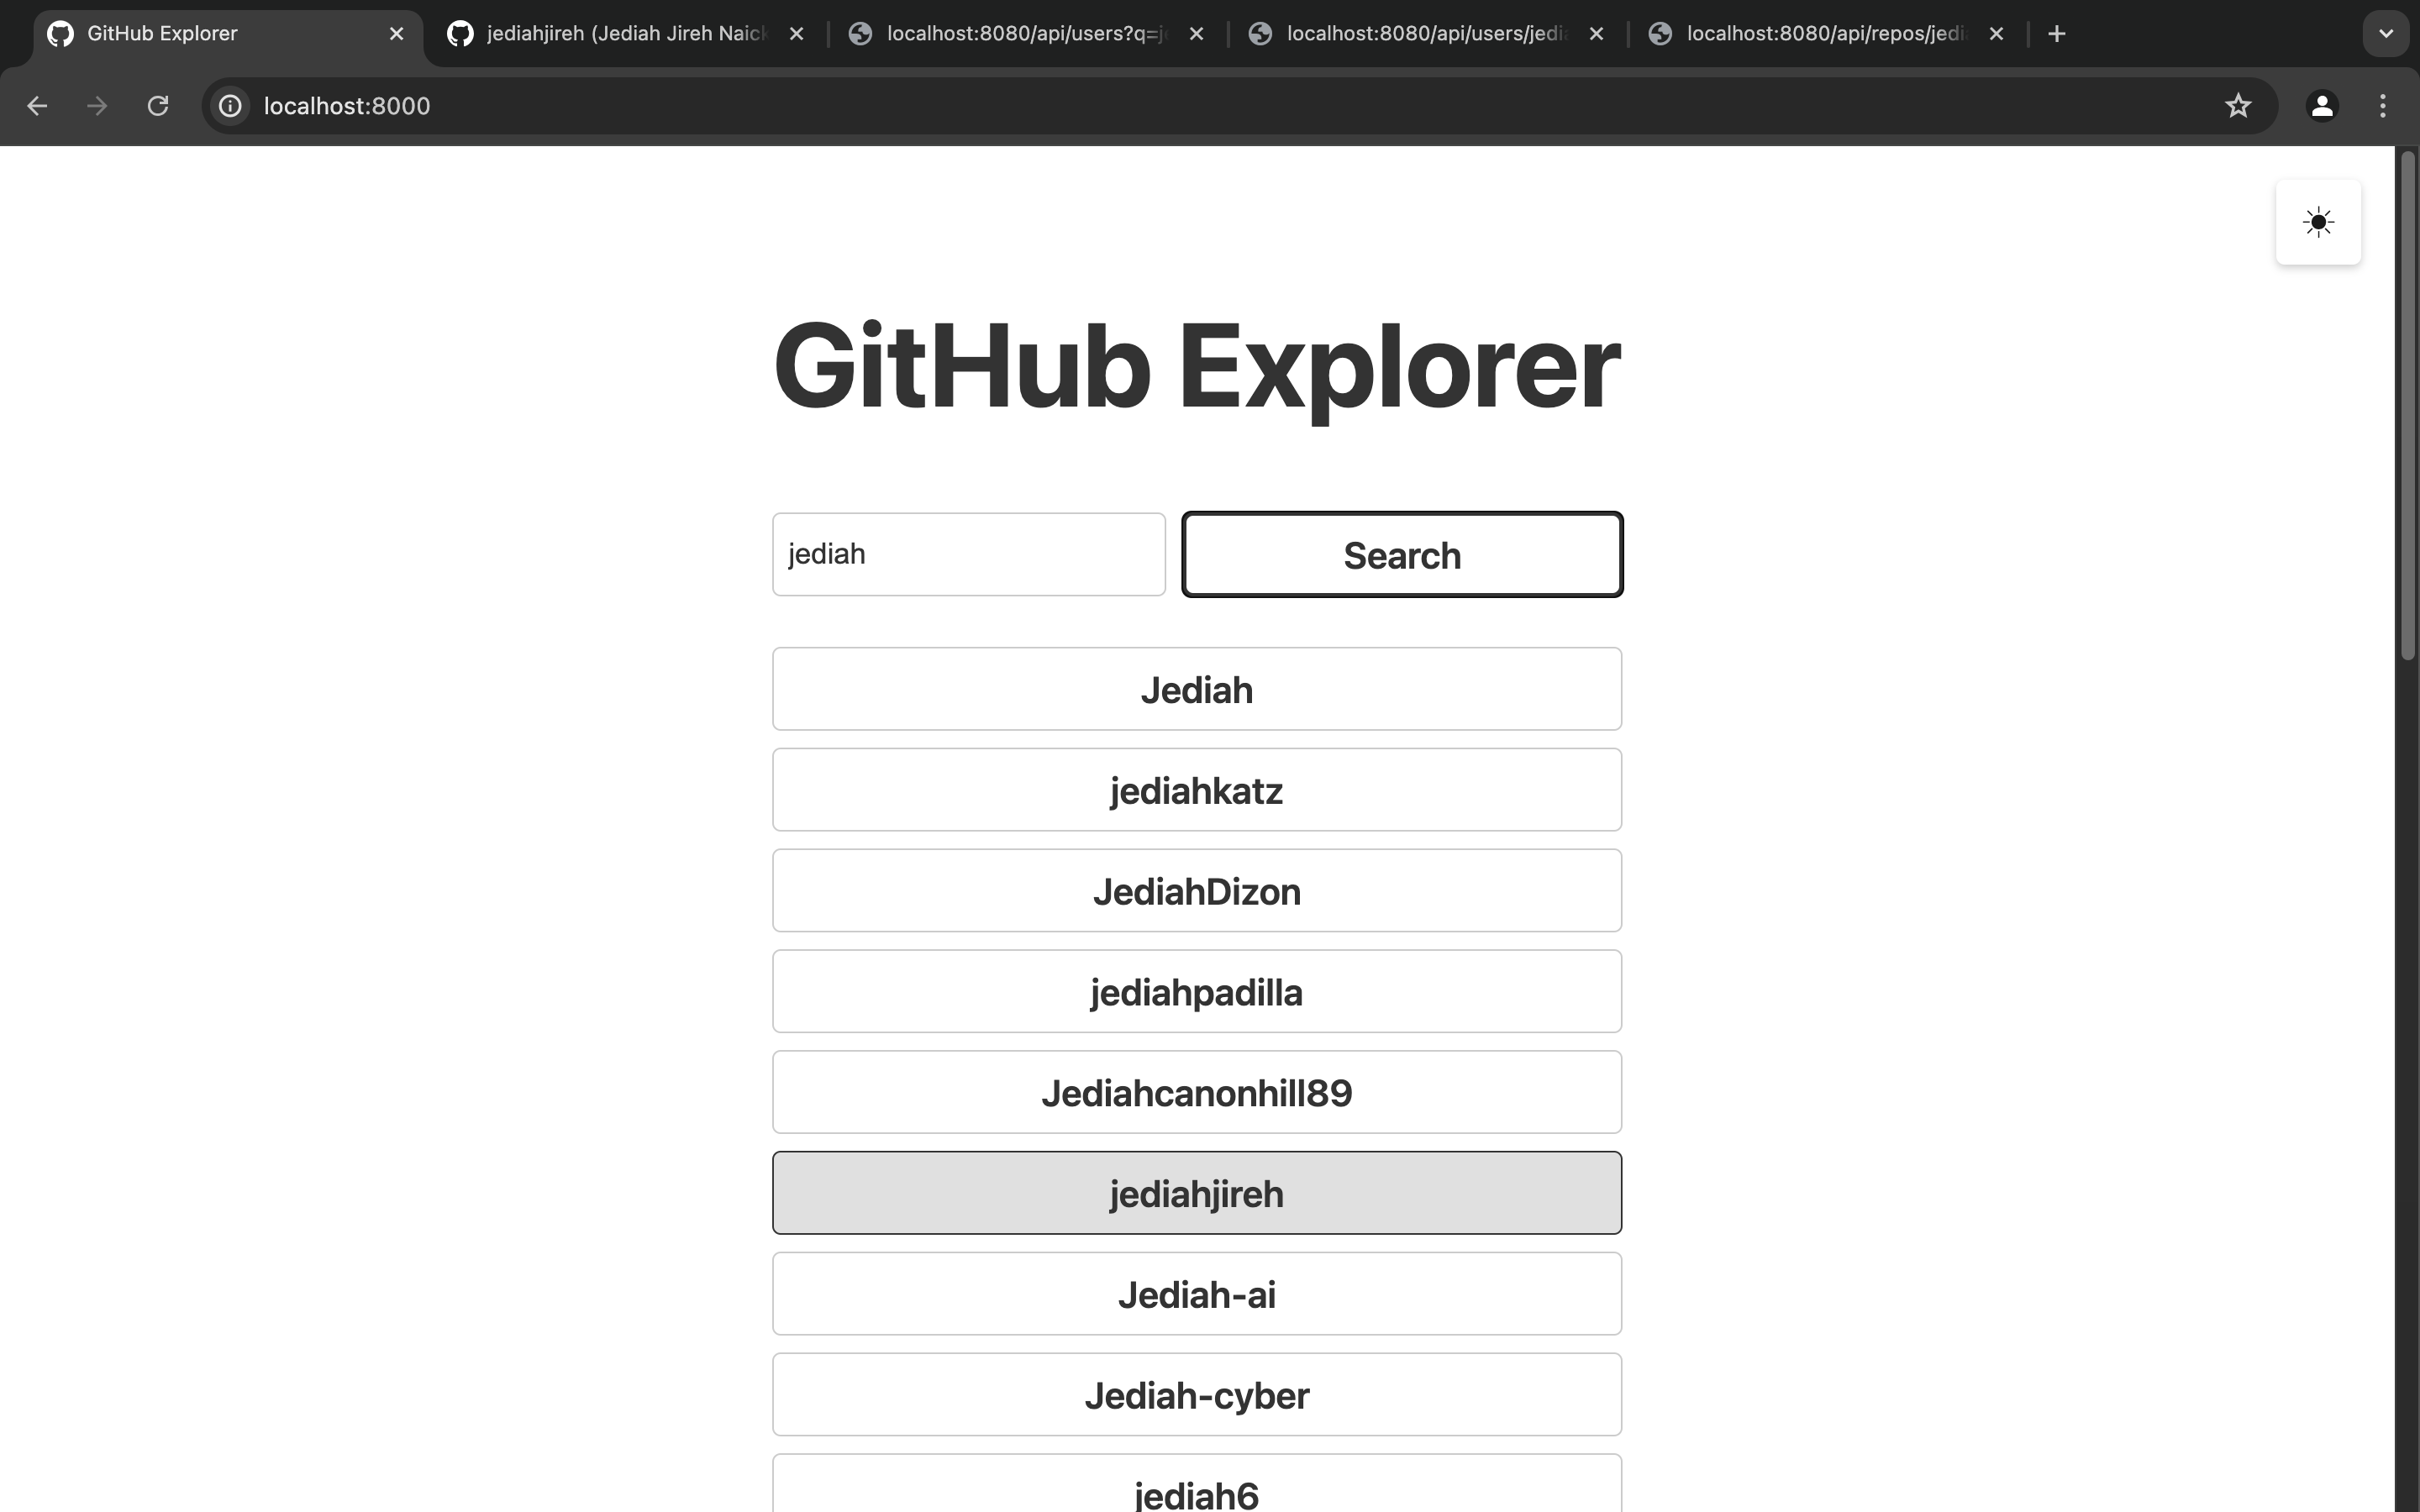 GitHub Explorer
jediahjireh (Jediah Jireh Naick
localhost:8080/api/users?q=j
localhost:8080/api/users/jedi
localhost:8080/api/repos/jedi
localhost:8000
GitHub Explorer
jediah
Search
Jediah
jediahkatz
JediahDizon
jediahpadilla
Jediahcanonhill89
jediahjireh
Jediah-ai
Jediah-cyber
jediah6